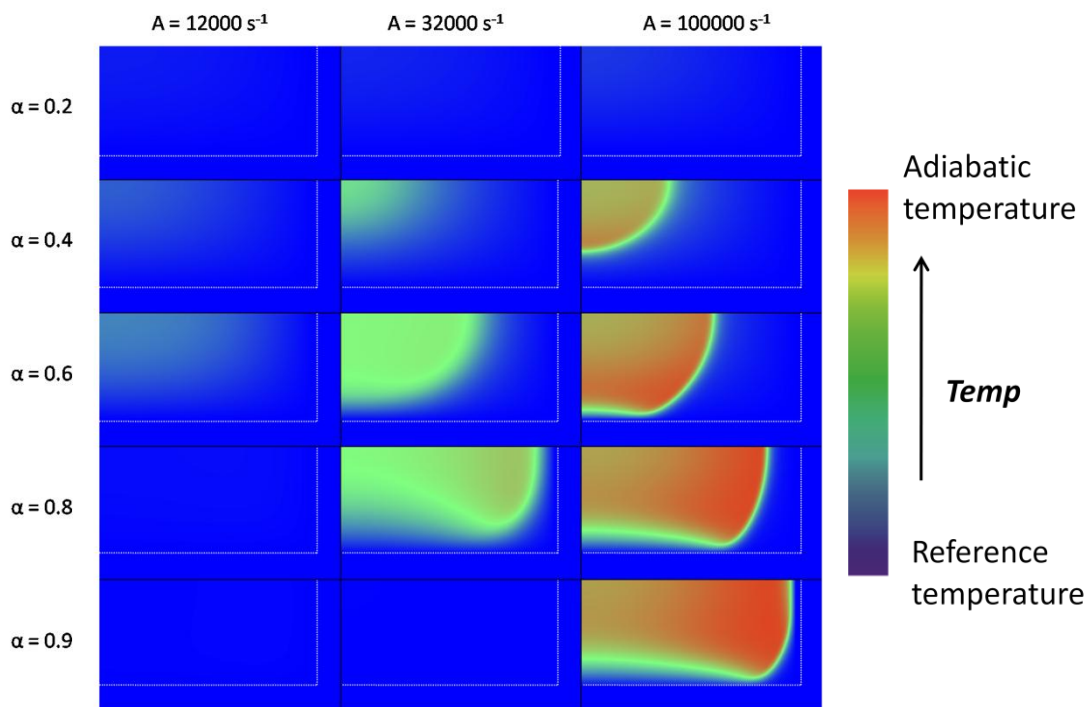 A = 12000 s⁻¹ A = 32000 s⁻¹ A = 100000 s⁻¹
α = 0.2
α = 0.4
α = 0.6
α = 0.8
α = 0.9
Adiabatic
temperature
Temp
Reference
temperature